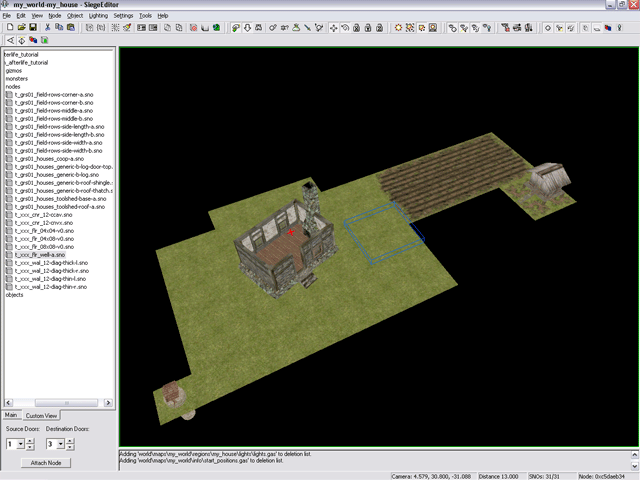 my_world-my_house - SiegeEditor
File Edit View Node Object Lighting Settings Tools Help
terlife_tutorial
_afterlife_tutorial
gizmos
monsters
nodes
t_grs01_field-rows-corner-a.sno
t_grs01_field-rows-corner-b.sno
t_grs01_field-rows-middle-a.sno
t_grs01_field-rows-middle-b.sno
t_grs01_field-rows-side-length-a.sno
t_grs01_field-rows-side-length-b.sno
t_grs01_field-rows-side-width-a.sno
t_grs01_field-rows-side-width-b.sno
t_grs01_houses_coop-a.sno
t_grs01_houses_generic-b-log-door-top.
t_grs01_houses_generic-b-log.sno
t_grs01_houses_generic-b-roof-shingle.
t_grs01_houses_generic-b-roof-thatch.
t_grs01_houses_toolshed-base-a.sno
t_grs01_houses_toolshed-roof-a.sno
t_xxx_cnr_12-ccav.sno
t_xxx_cnr_12-cnvx.sno
t_xxx_flr_04x04-v0.sno
t_xxx_flr_04x08-v0.sno
t_xxx_flr_08x08-v0.sno
t_xxx_flr_well-a.sno
t_xxx_wal_12-diag-thick-l.sno
t_xxx_wal_12-diag-thick-r.sno
t_xxx_wal_12-diag-thin-l.sno
t_xxx_wal_12-diag-thin-r.sno
objects
Main Custom View
Source Doors: Destination Doors:
1 3
Attach Node
Adding 'world\maps\my_world\regions\my_house\lights\lights.gas' to deletion list.
Adding 'world\maps\my_world\info\start_positions.gas' to deletion list.
Camera: 4.579, 30.800, -31.088 Distance 13.000 SNOs: 31/31 Node: 0xc5daeb34